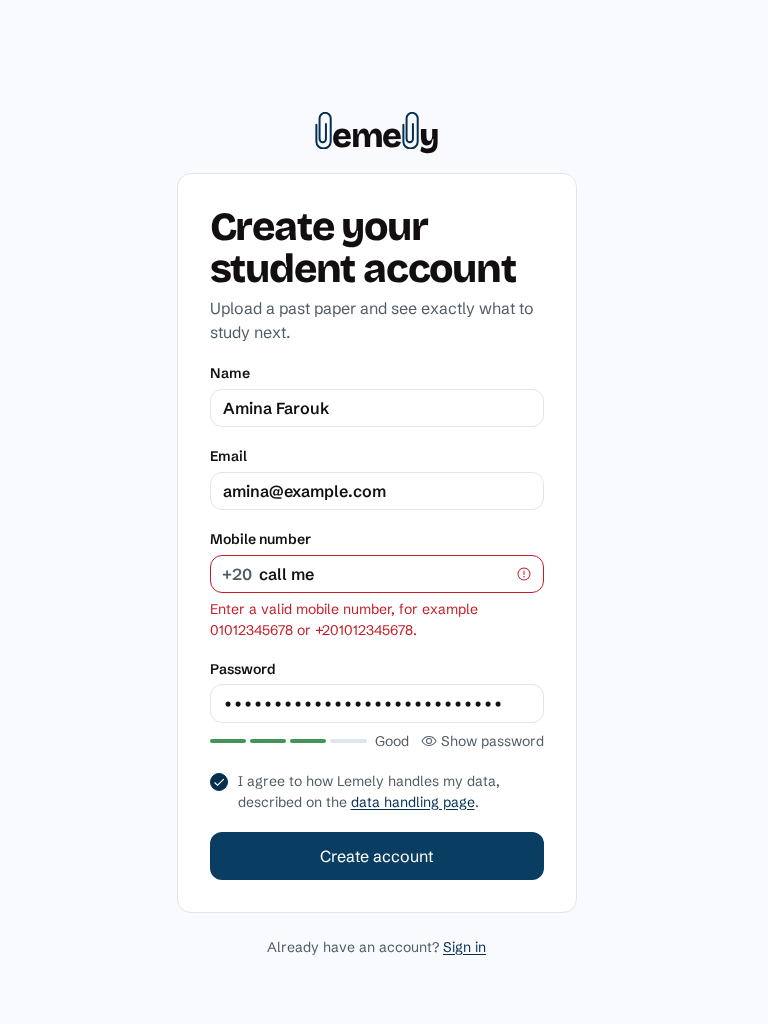 lemely
Create your
student account
Upload a past paper and see exactly what to
study next.
Name
Amina Farouk
Email
amina@example.com
Mobile number
+20 call me
Enter a valid mobile number, for example
01012345678 or +201012345678.
Password
••••••••••••••••••••••••••••
Good Show password
I agree to how Lemely handles my data,
described on the data handling page.
Create account
Already have an account? Sign in